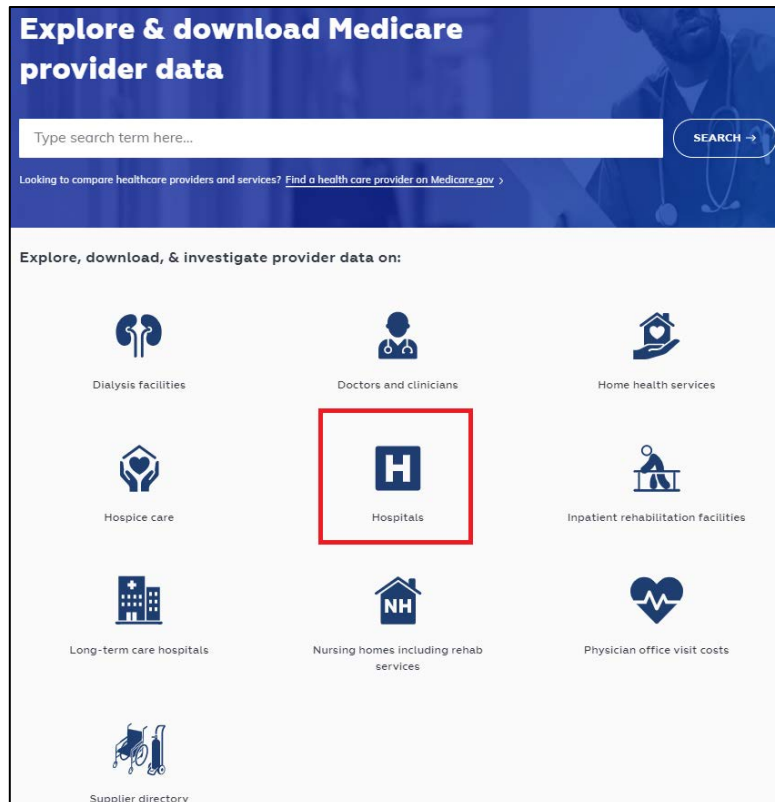 Explore & download Medicare
provider data
Type search term here...
SEARCH →
Looking to compare healthcare providers and services? Find a health care provider on Medicare.gov >
Explore, download, & investigate provider data on:
Dialysis facilities
Doctors and clinicians
Home health services
Hospice care
H
Hospitals
Inpatient rehabilitation facilities
Long-term care hospitals
NH
Nursing homes including rehab
services
Physician office visit costs
Supplier directory